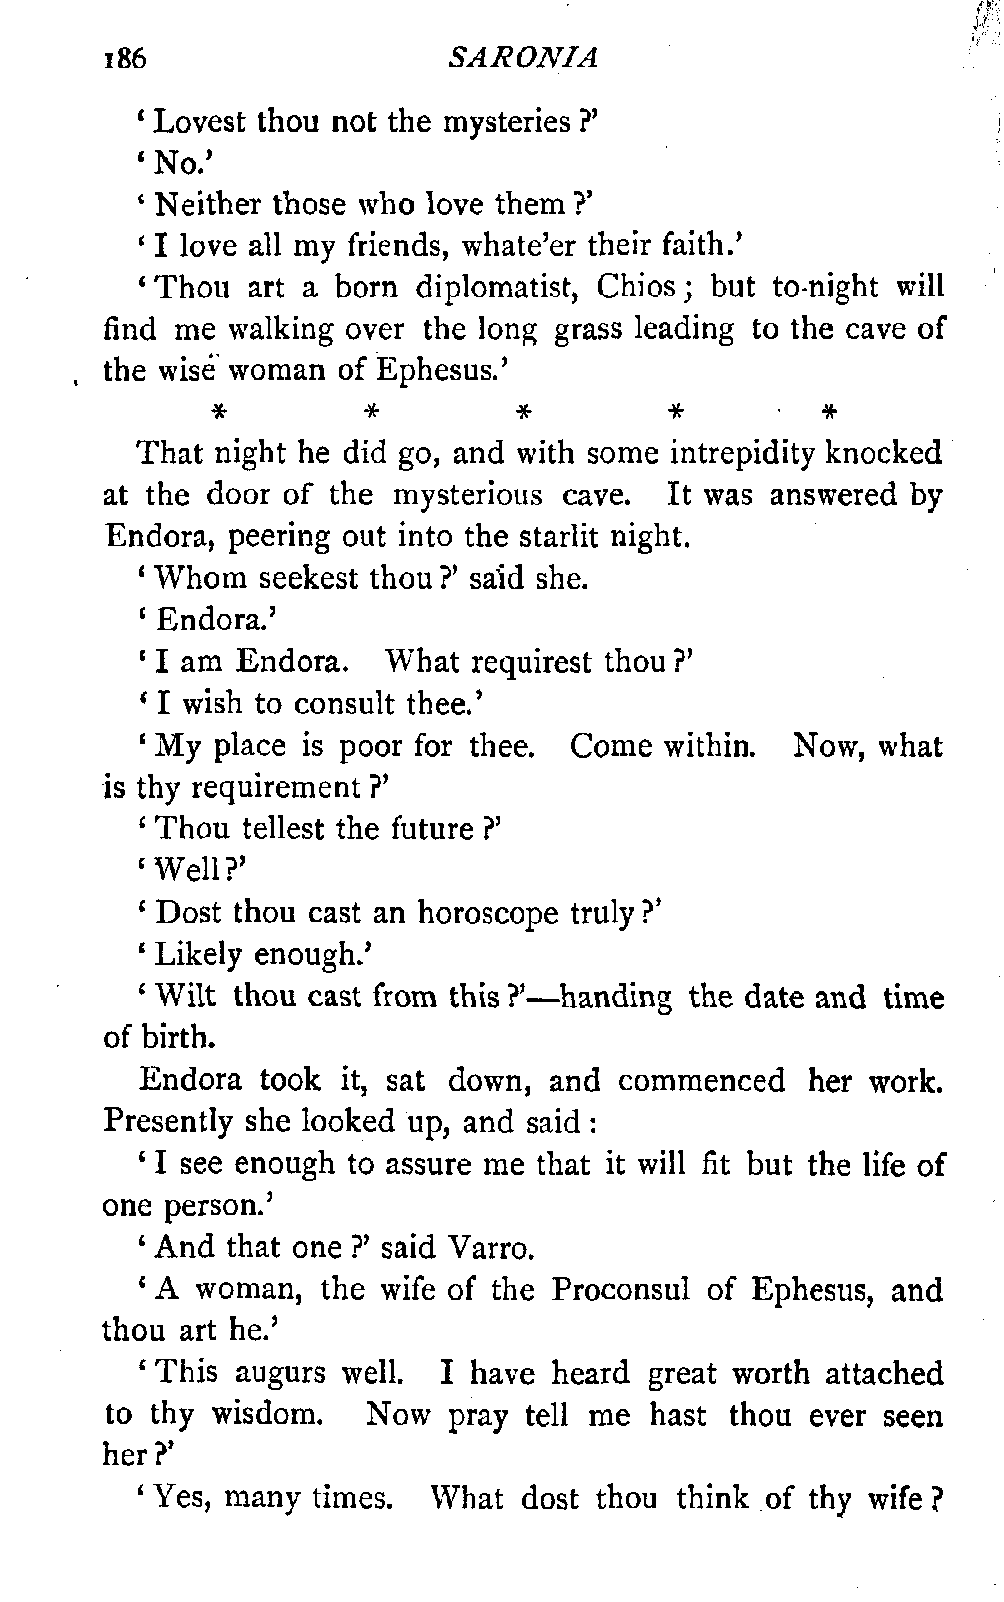 186 SARONIA
‘Lovest thou not the mysteries?’
‘No.’
‘Neither those who love them?’
‘I love all my friends, whate’er their faith.’
‘Thou art a born diplomatist, Chios; but to-night will
find me walking over the long grass leading to the cave of
the wise woman of Ephesus.’
* * * * *
That night he did go, and with some intrepidity knocked
at the door of the mysterious cave. It was answered by
Endora, peering out into the starlit night.
‘Whom seekest thou?’ said she.
‘Endora.’
‘I am Endora. What requirest thou?’
‘I wish to consult thee.’
‘My place is poor for thee. Come within. Now, what
is thy requirement?’
‘Thou tellest the future?’
‘Well?’
‘Dost thou cast an horoscope truly?’
‘Likely enough.’
‘Wilt thou cast from this?’—handing the date and time
of birth.
Endora took it, sat down, and commenced her work.
Presently she looked up, and said:
‘I see enough to assure me that it will fit but the life of
one person.’
‘And that one?’ said Varro.
‘A woman, the wife of the Proconsul of Ephesus, and
thou art he.’
‘This augurs well. I have heard great worth attached
to thy wisdom. Now pray tell me hast thou ever seen
her?’
‘Yes, many times. What dost thou think of thy wife?